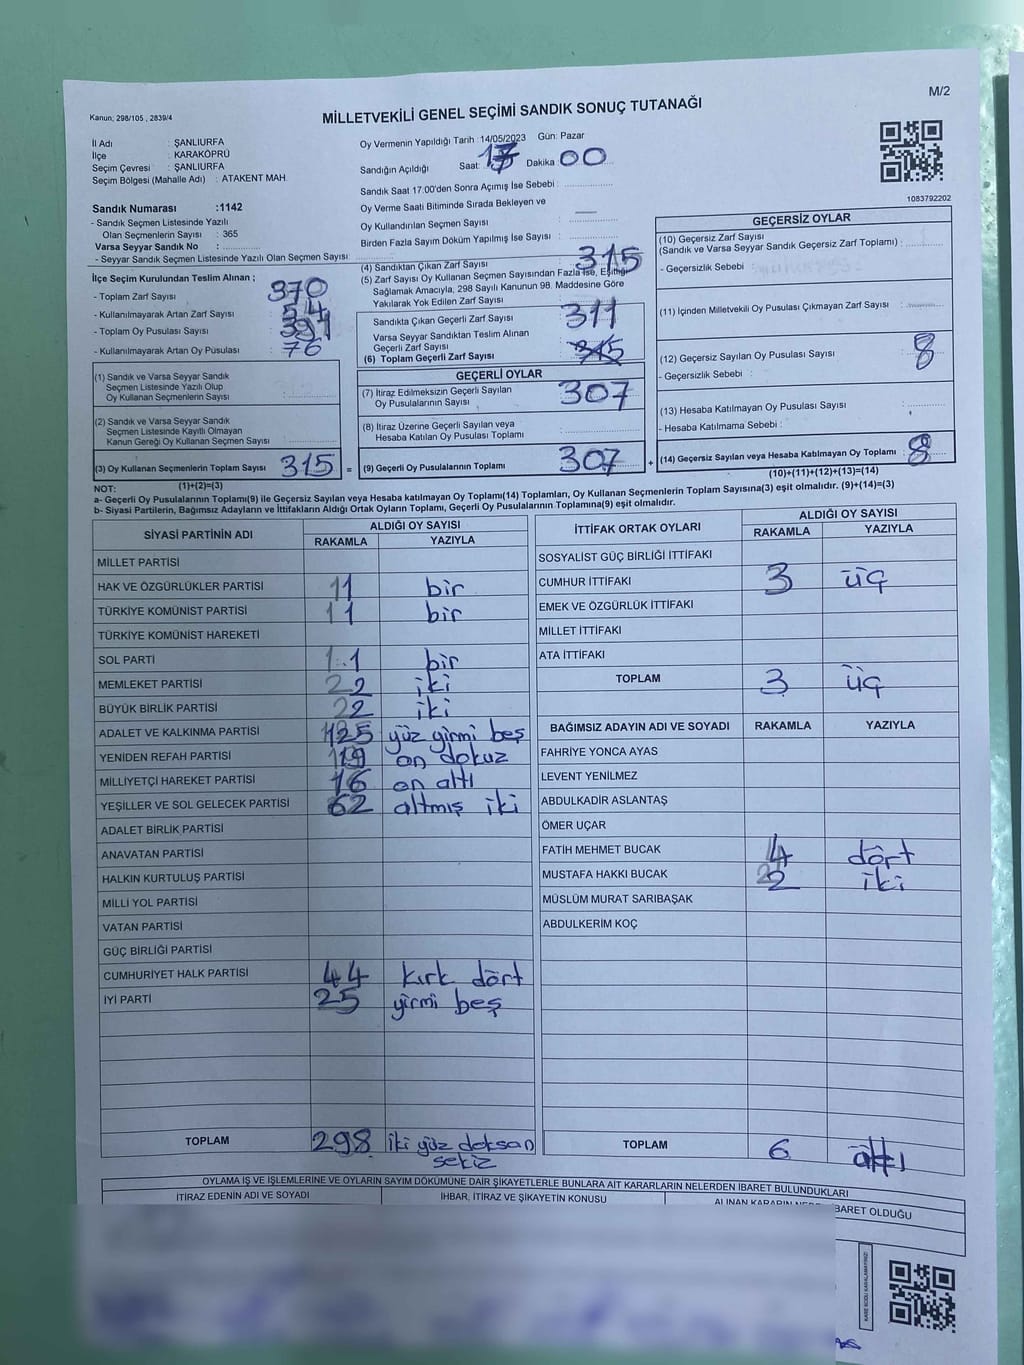 M/2
Kanun, 298/105 , 2839/4
MİLLETVEKİLİ GENEL SEÇİMİ SANDIK SONUÇ TUTANAĞI
İl Adı : ŞANLIURFA
İlçe : KARAKÖPRÜ
Seçim Çevresi : ŞANLIURFA
Seçim Bölgesi (Mahalle Adı) : ATAKENT MAH.
Sandık Numarası :1142
- Sandık Seçmen Listesinde Yazılı
Olan Seçmenlerin Sayısı : 365
Varsa Seyyar Sandık No :
- Seyyar Sandık Seçmen Listesinde Yazılı Olan Seçmen Sayısı :
İlçe Seçim Kurulundan Teslim Alınan ;
- Toplam Zarf Sayısı : 370
- Kullanılmayarak Artan Zarf Sayısı : 54
- Toplam Oy Pusulası Sayısı : 391
- Kullanılmayarak Artan Oy Pusulası : 76
(1) Sandık ve Varsa Seyyar Sandık
Seçmen Listesinde Yazılı Olup
Oy Kullanan Seçmenlerin Sayısı :
(2) Sandık ve Varsa Seyyar Sandık
Seçmen Listesinde Kayıtlı Olmayan
Kanun Gereği Oy Kullanan Seçmen Sayısı :
(3) Oy Kullanan Seçmenlerin Toplam Sayısı 315 =
(1)+(2)=(3)
Oy Vermenin Yapıldığı Tarih :14/05/2023 Gün: Pazar
Sandığın Açıldığı Saat: 17 Dakika 00
Sandık Saat 17.00'den Sonra Açımış İse Sebebi :
Oy Verme Saati Bitiminde Sırada Bekleyen ve
Oy Kullandırılan Seçmen Sayısı :
Birden Fazla Sayım Döküm Yapılmış İse Sayısı :
(4) Sandıktan Çıkan Zarf Sayısı : 315
(5) Zarf Sayısı Oy Kullanan Seçmen Sayısından Fazla ise, Eşitliği
Sağlamak Amacıyla, 298 Sayılı Kanunun 98. Maddesine Göre
Yakılarak Yok Edilen Zarf Sayısı :
Sandıkta Çıkan Geçerli Zarf Sayısı : 311
Varsa Seyyar Sandıktan Teslim Alınan
Geçerli Zarf Sayısı :
(6) Toplam Geçerli Zarf Sayısı : 315
GEÇERLİ OYLAR
(7) İtiraz Edilmeksizin Geçerli Sayılan
Oy Pusulalarının Sayısı : 307
(8) İtiraz Üzerine Geçerli Sayılan veya
Hesaba Katılan Oy Pusulası Toplamı :
(9) Geçerli Oy Pusulalarının Toplamı : 307 +
1083792202
GEÇERSİZ OYLAR
(10) Geçersiz Zarf Sayısı
(Sandık ve Varsa Seyyar Sandık Geçersiz Zarf Toplamı) :
- Geçersizlik Sebebi :
(11) İçinden Milletvekili Oy Pusulası Çıkmayan Zarf Sayısı :
(12) Geçersiz Sayılan Oy Pusulası Sayısı : 8
- Geçersizlik Sebebi :
(13) Hesaba Katılmayan Oy Pusulası Sayısı :
- Hesaba Katılmama Sebebi :
(14) Geçersiz Sayılan veya Hesaba Katılmayan Oy Toplamı : 8
(10)+(11)+(12)+(13)=(14)
NOT:
a- Geçerli Oy Pusulalarının Toplamı(9) ile Geçersiz Sayılan veya Hesaba katılmayan Oy Toplamı(14) Toplamları, Oy Kullanan Seçmenlerin Toplam Sayısına(3) eşit olmalıdır. (9)+(14)=(3)
b- Siyasi Partilerin, Bağımsız Adayların ve İttifakların Aldığı Ortak Oyların Toplamı, Geçerli Oy Pusulalarının Toplamına(9) eşit olmalıdır.
SİYASİ PARTİNİN ADI ALDIĞI OY SAYISI
RAKAMLA YAZIYLA
MİLLET PARTİSİ
HAK VE ÖZGÜRLÜKLER PARTİSİ 11 bir
TÜRKİYE KOMÜNİST PARTİSİ 11 bir
TÜRKİYE KOMÜNİST HAREKETİ
SOL PARTİ 1 1 bir
MEMLEKET PARTİSİ 22 iki
BÜYÜK BİRLİK PARTİSİ 22 iki
ADALET VE KALKINMA PARTİSİ 125 yüz yirmi beş
YENİDEN REFAH PARTİSİ 19 on dokuz
MİLLİYETÇİ HAREKET PARTİSİ 16 on altı
YEŞİLLER VE SOL GELECEK PARTİSİ 62 altmış iki
ADALET BİRLİK PARTİSİ
ANAVATAN PARTİSİ
HALKIN KURTULUŞ PARTİSİ
MİLLİ YOL PARTİSİ
VATAN PARTİSİ
GÜÇ BİRLİĞİ PARTİSİ
CUMHURİYET HALK PARTİSİ 44 kırk dört
İYİ PARTİ 25 yirmi beş
TOPLAM 298 iki yüz doksan
sekiz
İTTİFAK ORTAK OYLARI ALDIĞI OY SAYISI
RAKAMLA YAZIYLA
SOSYALİST GÜÇ BİRLİĞİ İTTİFAKI
CUMHUR İTTİFAKI 3 üç
EMEK VE ÖZGÜRLÜK İTTİFAKI
MİLLET İTTİFAKI
ATA İTTİFAKI
TOPLAM 3 üç
BAĞIMSIZ ADAYIN ADI VE SOYADI RAKAMLA YAZIYLA
FAHRİYE YONCA AYAS
LEVENT YENİLMEZ
ABDULKADİR ASLANTAŞ
ÖMER UÇAR
FATİH MEHMET BUCAK 4 dört
MUSTAFA HAKKI BUCAK 22 iki
MÜSLÜM MURAT SARIBAŞAK
ABDULKERİM KOÇ
TOPLAM 6 altı
OYLAMA İŞ VE İŞLEMLERİNE VE OYLARIN SAYIM DÖKÜMÜNE DAİR ŞİKAYETLERLE BUNLARA AİT KARARLARIN NELERDEN İBARET BULUNDUKLARI
İTİRAZ EDENİN ADI VE SOYADI İHBAR, İTİRAZ VE ŞİKAYETİN KONUSU ALINAN KARARIN BARET OLDUĞU